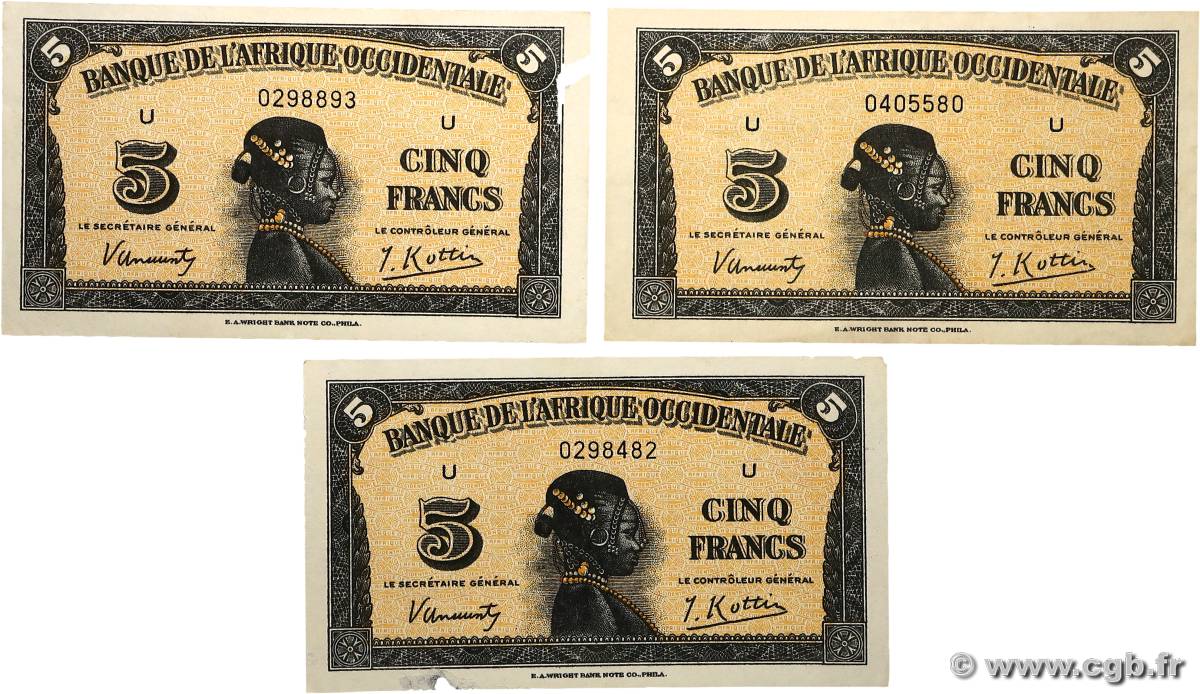 5 5
BANQUE DE L'AFRIQUE OCCIDENTALE
0298893
U U
5 CINQ
FRANCS
LE SECRÉTAIRE GÉNÉRAL LE CONTRÔLEUR GÉNÉRAL
J. Kottin
E.A.WRIGHT BANK NOTE CO., PHILA.
5 5
BANQUE DE L'AFRIQUE OCCIDENTALE
0405580
U U
5 CINQ
FRANCS
LE SECRÉTAIRE GÉNÉRAL LE CONTRÔLEUR GÉNÉRAL
J. Kottin
E.A.WRIGHT BANK NOTE CO., PHILA.
5 5
BANQUE DE L'AFRIQUE OCCIDENTALE
0298482
U U
5 CINQ
FRANCS
LE SECRÉTAIRE GÉNÉRAL LE CONTRÔLEUR GÉNÉRAL
J. Kottin
E.A.WRIGHT BANK NOTE CO., PHILA.
© www.cgb.fr